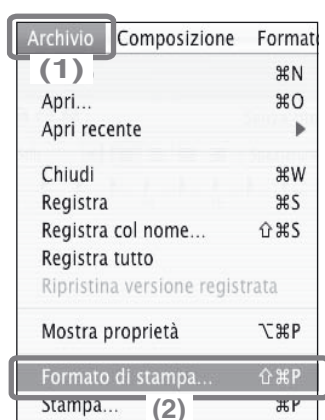 Archivio Composizione Format
(1) ⌘N
Apri... ⌘O
Apri recente ▶
Chiudi ⌘W
Registra ⌘S
Registra col nome... ⇧⌘S
Registra tutto
Ripristina versione registrata
Mostra proprietà ⌥⌘P
Formato di stampa... ⇧⌘P
Stampa... (2) ⌘P